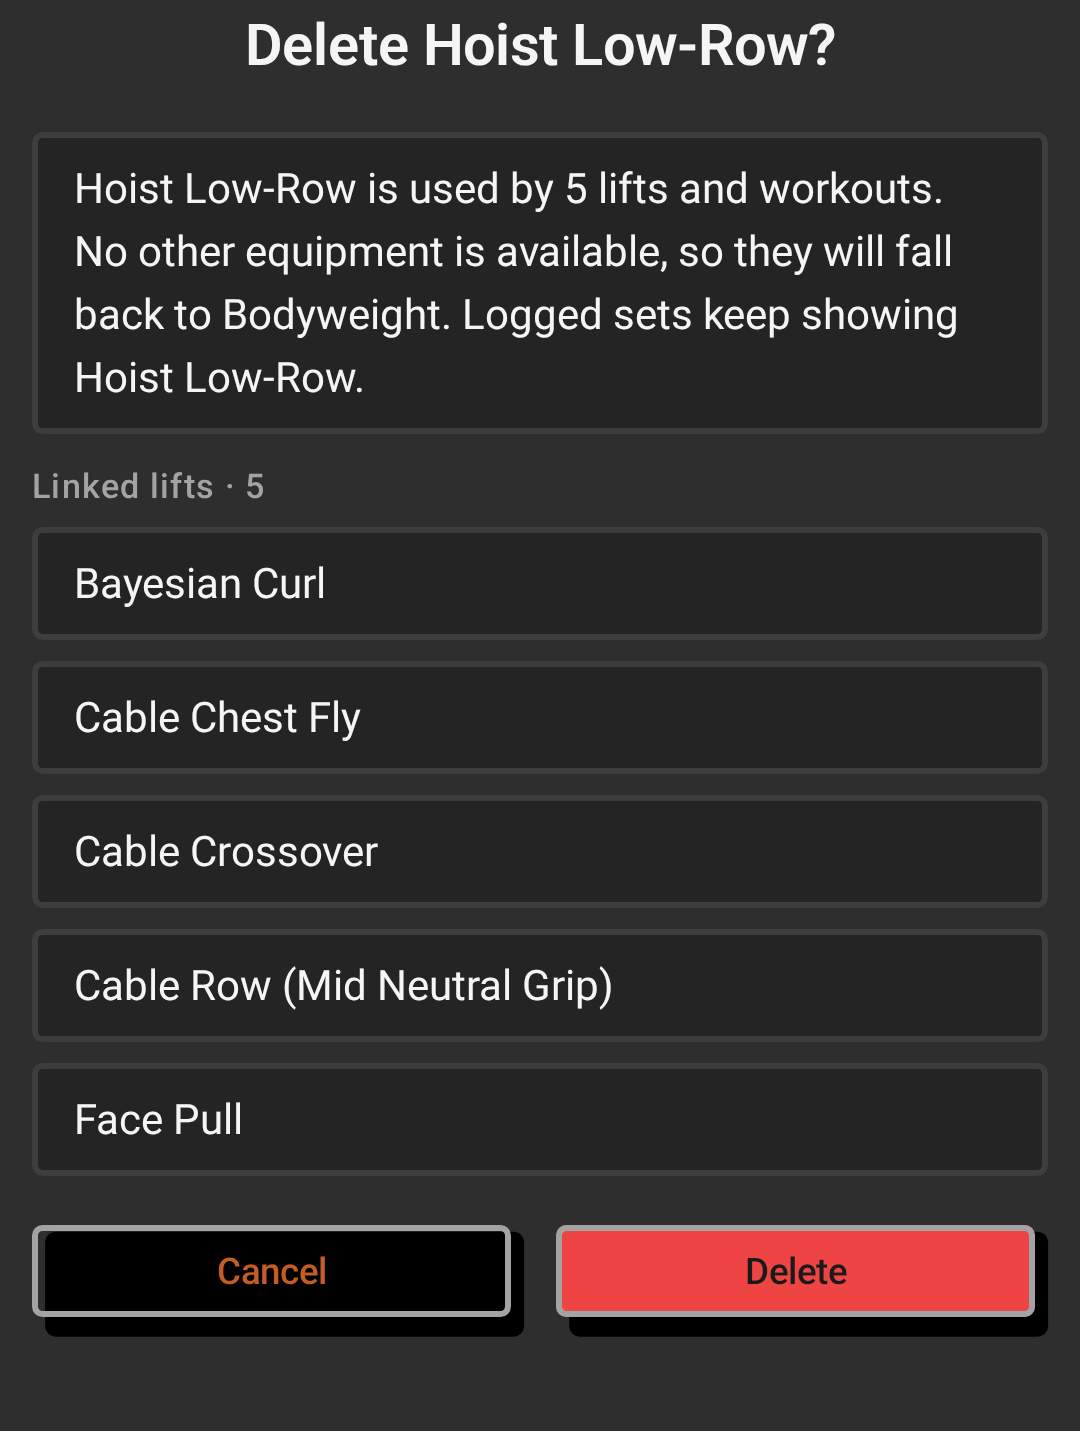 Delete Hoist Low-Row?
Hoist Low-Row is used by 5 lifts and workouts.
No other equipment is available, so they will fall
back to Bodyweight. Logged sets keep showing
Hoist Low-Row.
Linked lifts · 5
Bayesian Curl
Cable Chest Fly
Cable Crossover
Cable Row (Mid Neutral Grip)
Face Pull
Cancel
Delete